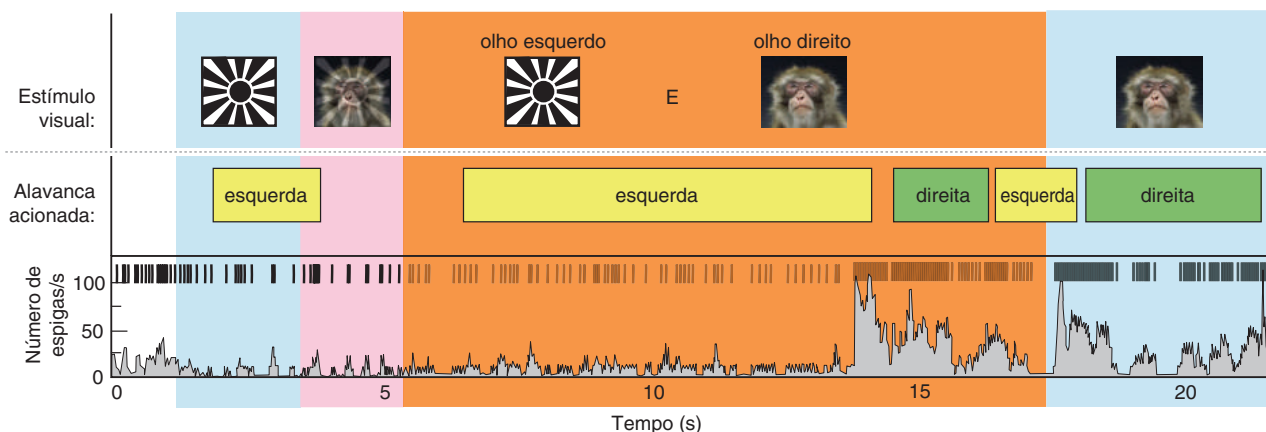 olho esquerdo
olho direito
Estímulo
visual:
E
Alavanca
acionada:
esquerda
esquerda
direita
esquerda
direita
Número de
espigas/s
100
50
0
0
5
10
15
20
Tempo (s)